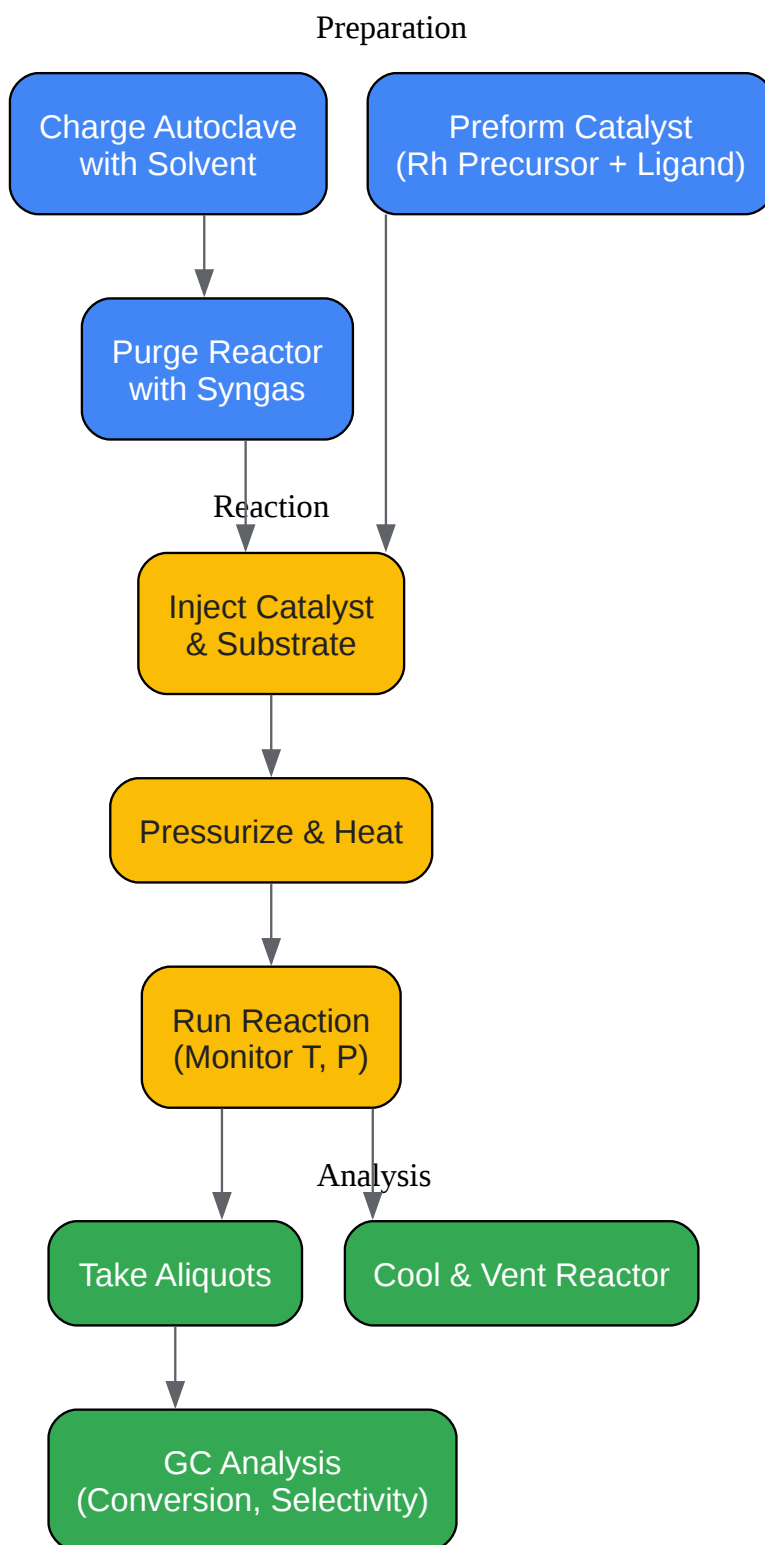 Preparation
Charge Autoclave
with Solvent
Preform Catalyst
(Rh Precursor + Ligand)
Purge Reactor
with Syngas
Reaction
Inject Catalyst
& Substrate
Pressurize & Heat
Run Reaction
(Monitor T, P)
Analysis
Take Aliquots
Cool & Vent Reactor
GC Analysis
(Conversion, Selectivity)